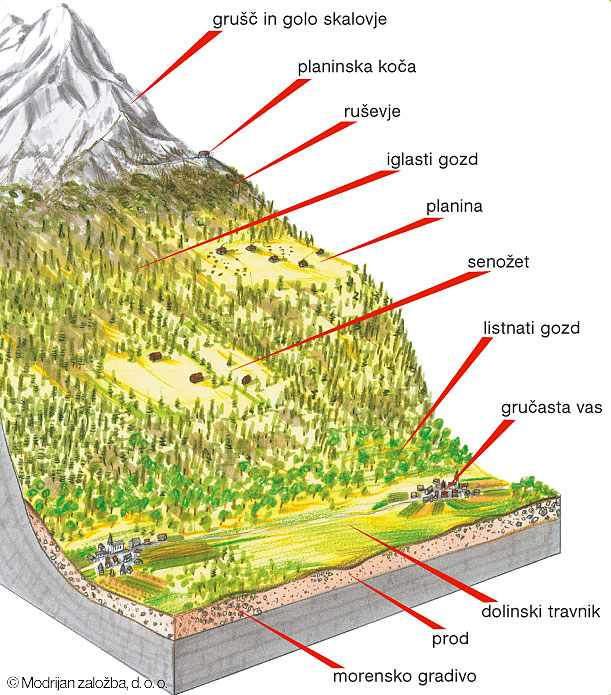 grušč in golo skalovje
planinska koča
ruševje
iglasti gozd
planina
senožet
listnati gozd
gručasta vas
dolinski travnik
prod
morensko gradivo
© Modrijan založba, d. o. o.